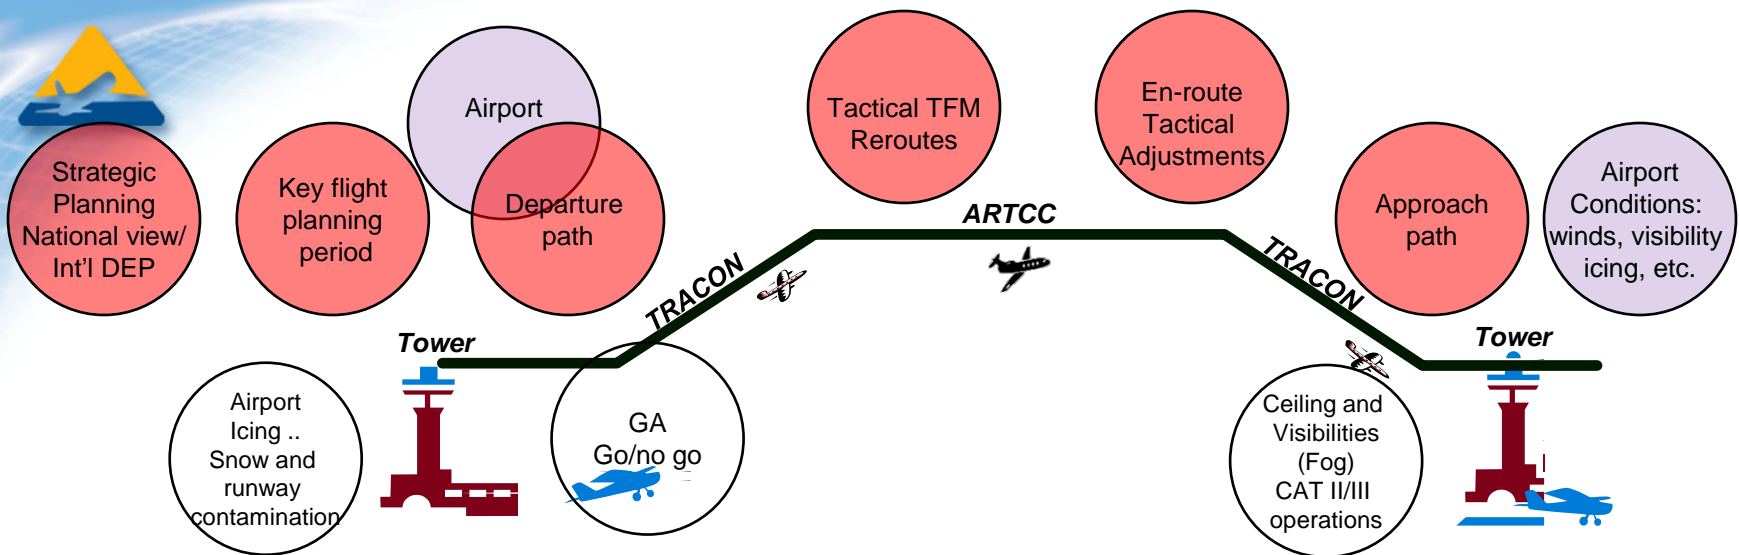 Strategic
Planning
National view/
Int'l DEP
Key flight
planning
period
Airport
Departure
path
Tactical TFM
Reroutes
En-route
Tactical
Adjustments
Approach
path
Airport
Conditions:
winds, visibility
icing, etc.
ARTCC
TRACON
TRACON
Tower
Tower
Airport
Icing ..
Snow and
runway
contamination
GA
Go/no go
Ceiling and
Visibilities
(Fog)
CAT II/III
operations